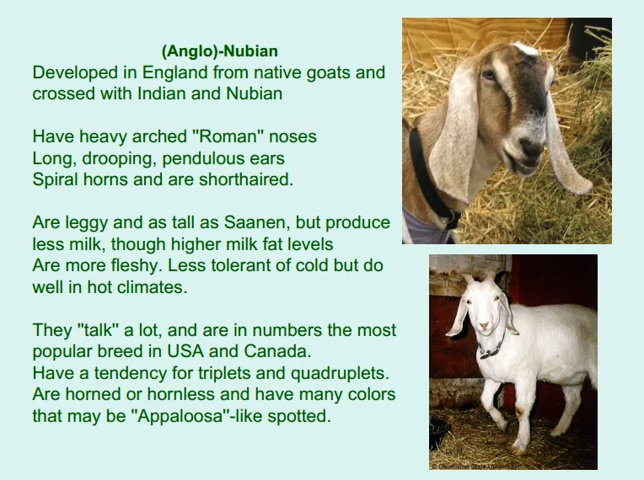 (Anglo)-Nubian
Developed in England from native goats and
crossed with Indian and Nubian
Have heavy arched "Roman" noses
Long, drooping, pendulous ears
Spiral horns and are shorthaired.
Are leggy and as tall as Saanen, but produce
less milk, though higher milk fat levels
Are more fleshy. Less tolerant of cold but do
well in hot climates.
They "talk" a lot, and are in numbers the most
popular breed in USA and Canada.
Have a tendency for triplets and quadruplets.
Are horned or hornless and have many colors
that may be "Appaloosa"-like spotted.
© Oklahoma State University